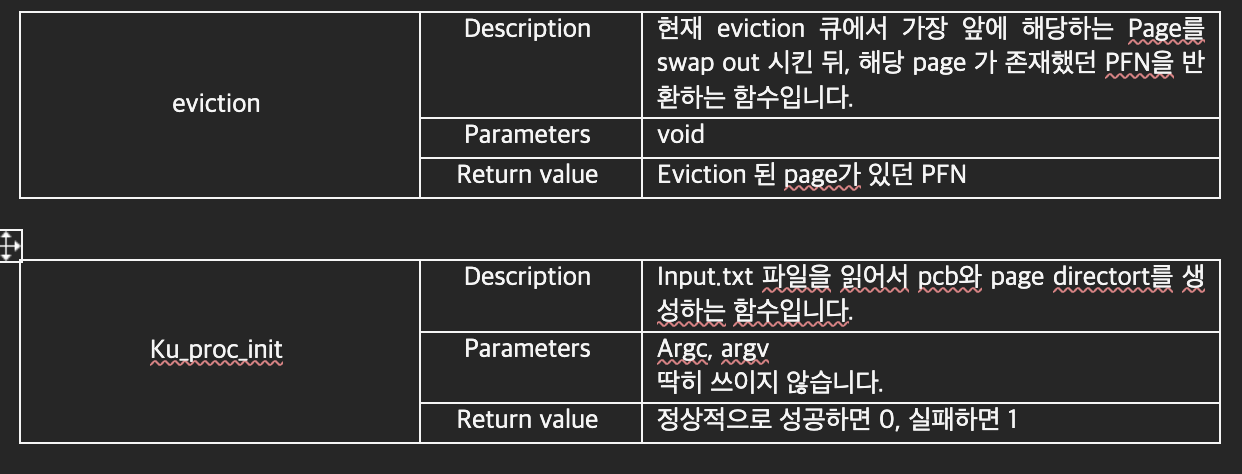 eviction
Description
현재 eviction 큐에서 가장 앞에 해당하는 Page를
swap out 시킨 뒤, 해당 page 가 존재했던 PFN을 반
환하는 함수입니다.
Parameters
void
Return value
Eviction 된 page가 있던 PFN
Ku_proc_init
Description
Input.txt 파일을 읽어서 pcb와 page directort를 생
성하는 함수입니다.
Parameters
Argc, argv
딱히 쓰이지 않습니다.
Return value
정상적으로 성공하면 0, 실패하면 1